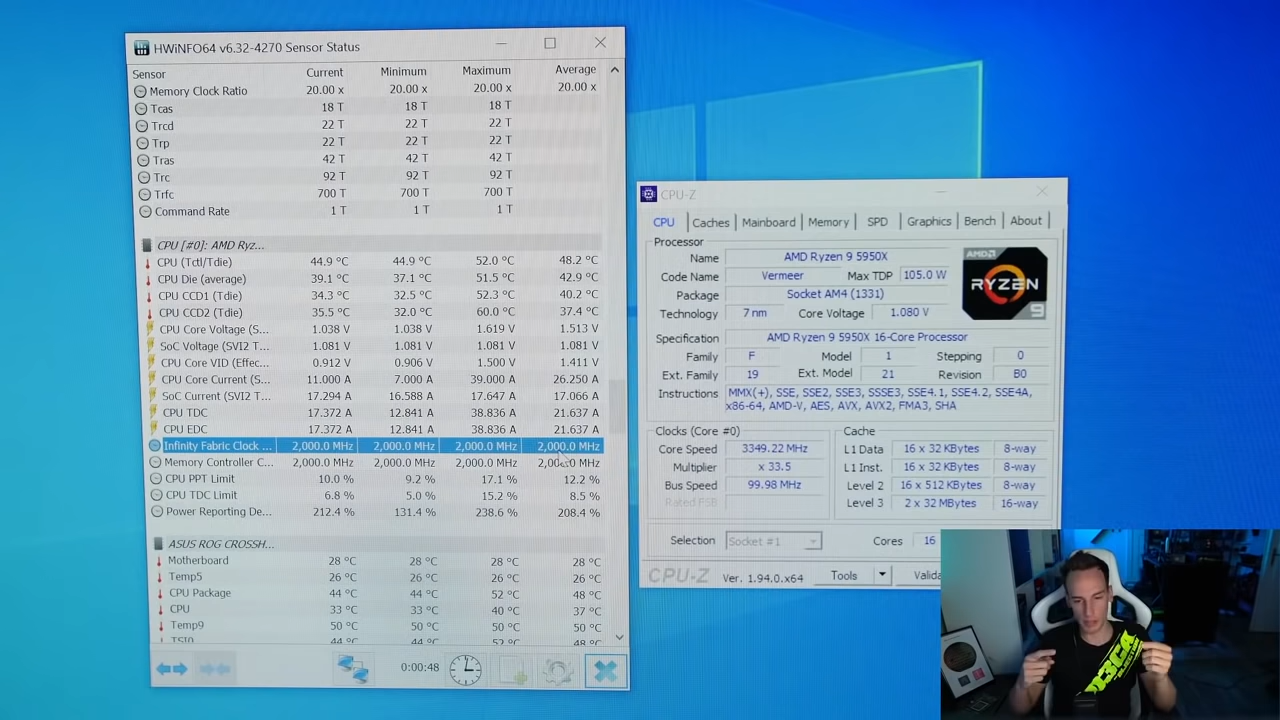 HWiNFO64 v6.32-4270 Sensor Status
Sensor Current Minimum Maximum Average
Memory Clock Ratio 20.00 x 20.00 x 20.00 x 20.00 x
Tcas 18 T 18 T 18 T
Trcd 22 T 22 T 22 T
Trp 22 T 22 T 22 T
Tras 42 T 42 T 42 T
Trc 92 T 92 T 92 T
Trfc 700 T 700 T 700 T
Command Rate 1 T 1 T 1 T
CPU [#0]: AMD Ryz...
CPU (Tctl/Tdie) 44.9 °C 44.9 °C 52.0 °C 48.2 °C
CPU Die (average) 39.1 °C 37.1 °C 51.5 °C 42.9 °C
CPU CCD1 (Tdie) 34.3 °C 32.5 °C 52.3 °C 40.2 °C
CPU CCD2 (Tdie) 35.5 °C 32.0 °C 60.0 °C 37.4 °C
CPU Core Voltage (S... 1.038 V 1.038 V 1.619 V 1.513 V
SoC Voltage (SVI2 T... 1.081 V 1.081 V 1.081 V 1.081 V
CPU Core VID (Effec... 0.912 V 0.906 V 1.500 V 1.411 V
CPU Core Current (S... 11.000 A 7.000 A 39.000 A 26.250 A
SoC Current (SVI2 T... 17.294 A 16.588 A 17.647 A 17.066 A
CPU TDC 17.372 A 12.841 A 38.836 A 21.637 A
CPU EDC 17.372 A 12.841 A 38.836 A 21.637 A
Infinity Fabric Clock ... 2,000.0 MHz 2,000.0 MHz 2,000.0 MHz 2,000.0 MHz
Memory Controller C... 2,000.0 MHz 2,000.0 MHz 2,000.0 MHz 2,000.0 MHz
CPU PPT Limit 10.0 % 9.2 % 17.1 % 12.2 %
CPU TDC Limit 6.8 % 5.0 % 15.2 % 8.5 %
Power Reporting De... 212.4 % 131.4 % 238.6 % 208.4 %
ASUS ROG CROSSH...
Motherboard 28 °C 28 °C 28 °C 28 °C
Temp5 26 °C 26 °C 26 °C 26 °C
CPU Package 44 °C 44 °C 52 °C 48 °C
CPU 33 °C 33 °C 40 °C 37 °C
Temp9 50 °C 50 °C 50 °C 50 °C
TSI0 44 °C 44 °C 52 °C 48 °C
0:00:48
CPU-Z
CPU Caches Mainboard Memory SPD Graphics Bench About
Processor
Name AMD Ryzen 9 5950X
Code Name Vermeer Max TDP 105.0 W
Package Socket AM4 (1331)
Technology 7 nm Core Voltage 1.080 V
AMD
RYZEN
9
Specification AMD Ryzen 9 5950X 16-Core Processor
Family F Model 1 Stepping 0
Ext. Family 19 Ext. Model 21 Revision B0
Instructions MMX(+), SSE, SSE2, SSE3, SSSE3, SSE4.1, SSE4.2, SSE4A,
x86-64, AMD-V, AES, AVX, AVX2, FMA3, SHA
Clocks (Core #0)
Core Speed 3349.22 MHz
Multiplier x 33.5
Bus Speed 99.98 MHz
Rated FSB
Cache
L1 Data 16 x 32 KBytes 8-way
L1 Inst. 16 x 32 KBytes 8-way
Level 2 16 x 512 KBytes 8-way
Level 3 2 x 32 MBytes 16-way
Selection Socket #1 Cores 16
CPU-Z Ver. 1.94.0.x64 Tools Valida